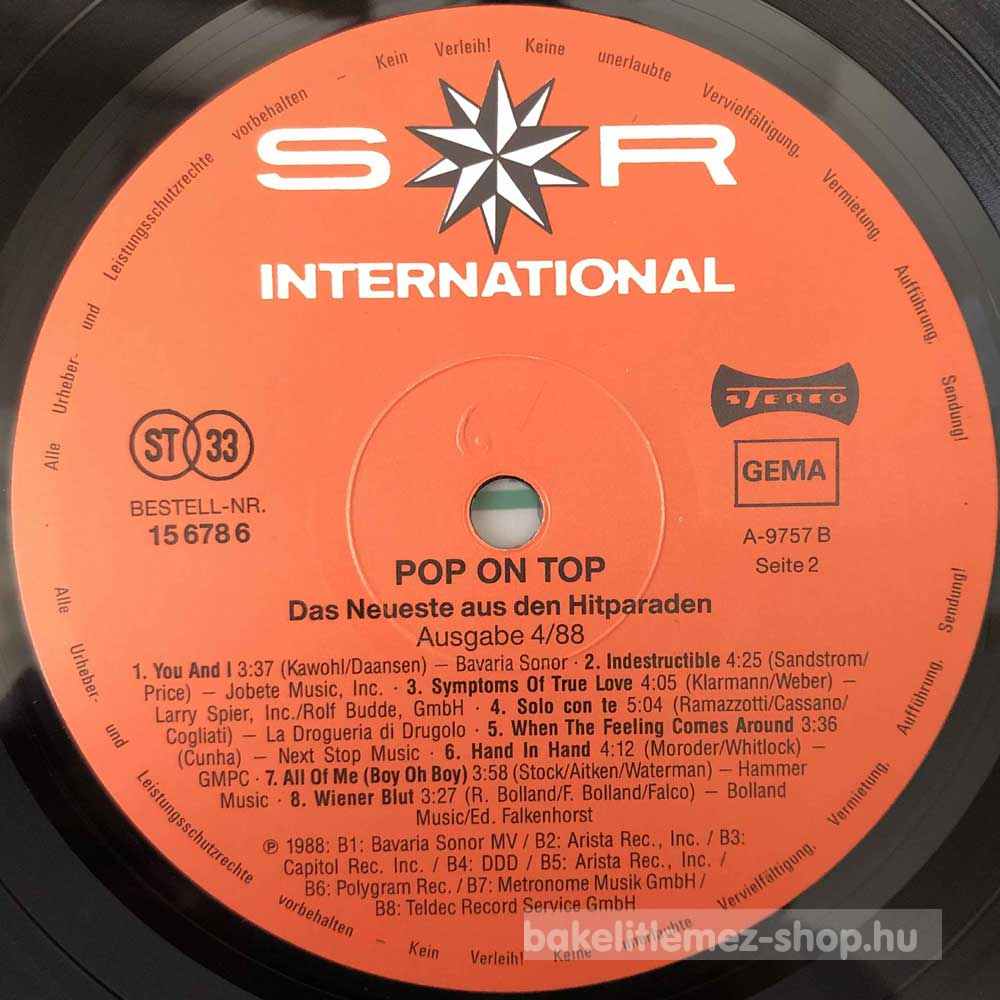 Alle Urheber- und Leistungsschutzrechte vorbehalten – Kein Verleih! Keine unerlaubte Vervielfältigung, Vermietung, Aufführung, Sendung!
S R
INTERNATIONAL
ST 33
BESTELL-NR.
15 678 6
STEREO
GEMA
A-9757 B
Seite 2
POP ON TOP
Das Neueste aus den Hitparaden
Ausgabe 4/88
1. You And I 3:37 (Kawohl/Daansen) – Bavaria Sonor · 2. Indestructible 4:25 (Sandstrom/
Price) – Jobete Music, Inc. · 3. Symptoms Of True Love 4:05 (Klarmann/Weber) –
Larry Spier, Inc./Rolf Budde, GmbH · 4. Solo con te 5:04 (Ramazzotti/Cassano/
Cogliati) – La Drogueria di Drugolo · 5. When The Feeling Comes Around 3:36
(Cunha) – Next Stop Music · 6. Hand In Hand 4:12 (Moroder/Whitlock) –
GMPC · 7. All Of Me (Boy Oh Boy) 3:58 (Stock/Aitken/Waterman) – Hammer
Music · 8. Wiener Blut 3:27 (R. Bolland/F. Bolland/Falco) – Bolland
Music/Ed. Falkenhorst
℗ 1988: B1: Bavaria Sonor MV / B2: Arista Rec., Inc. / B3:
Capitol Rec. Inc. / B4: DDD / B5: Arista Rec., Inc. /
B6: Polygram Rec. / B7: Metronome Musik GmbH /
B8: Teldec Record Service GmbH
Alle Urheber- und Leistungsschutzrechte vorbehalten – Kein Verleih! Keine unerlaubte Vervielfältigung, Vermietung, Aufführung, Sendung!
bakelitlemez-shop.hu